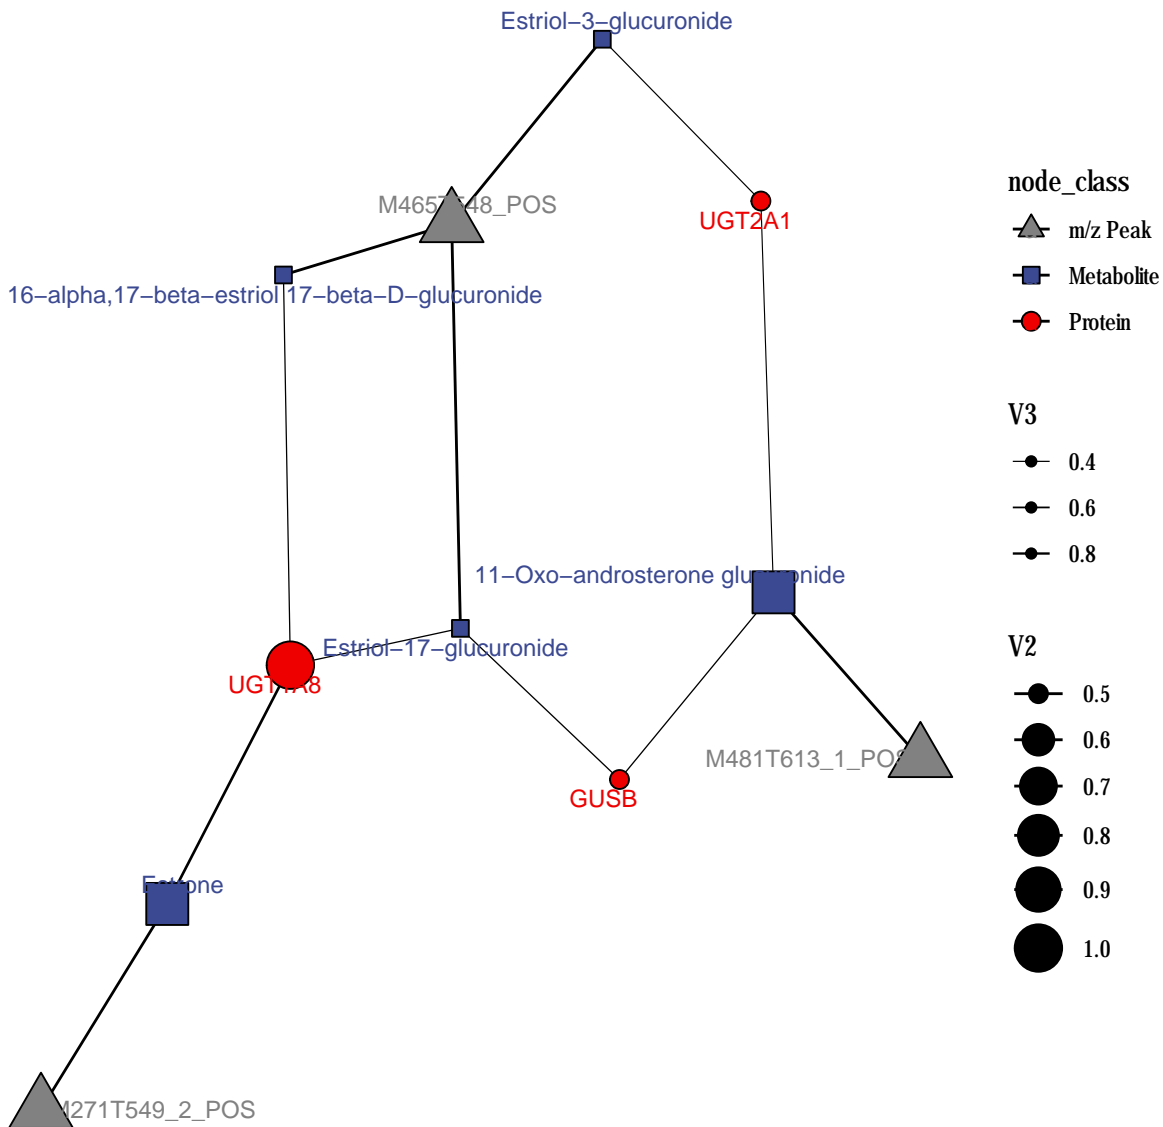 Estriol−3−glucuronide
M465T548_POS
UGT2A1
16−alpha,17−beta−estriol 17−beta−D−glucuronide
11−Oxo−androsterone glucuronide
Estriol−17−glucuronide
UGT1A8
M481T613_1_POS
GUSB
Estrone
M271T549_2_POS
node_class
m/z Peak
Metabolite
Protein
V3
0.4
0.6
0.8
V2
0.5
0.6
0.7
0.8
0.9
1.0